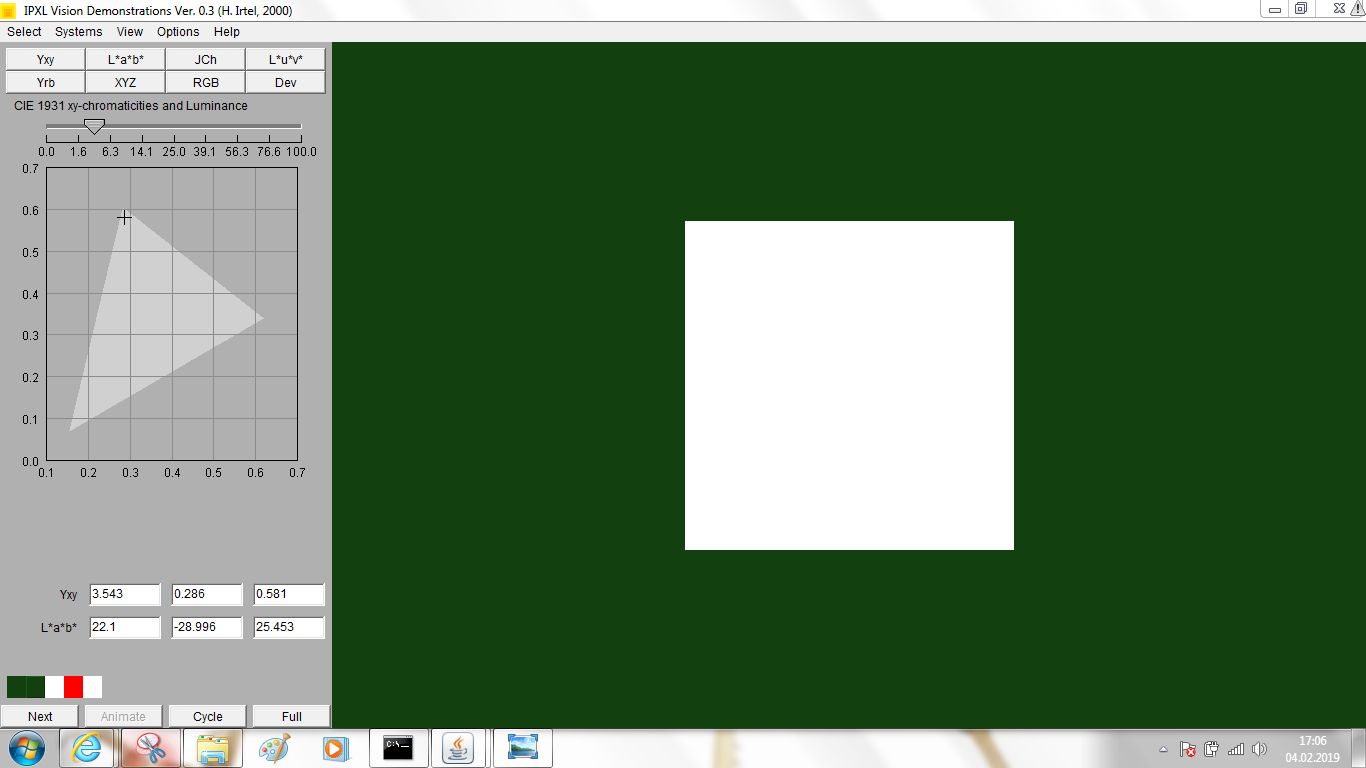 IPXL Vision Demonstrations Ver. 0.3 (H. Irtel, 2000)
Select Systems View Options Help
Yxy L*a*b* JCh L*u*v*
Yrb XYZ RGB Dev
CIE 1931 xy-chromaticities and Luminance
0.0 1.6 6.3 14.1 25.0 39.1 56.3 76.6 100.0
0.7
0.6
0.5
0.4
0.3
0.2
0.1
0.0
0.1 0.2 0.3 0.4 0.5 0.6 0.7
Yxy 3.543 0.286 0.581
L*a*b* 22.1 -28.996 25.453
Next Animate Cycle Full
C:\_
17:06
04.02.2019